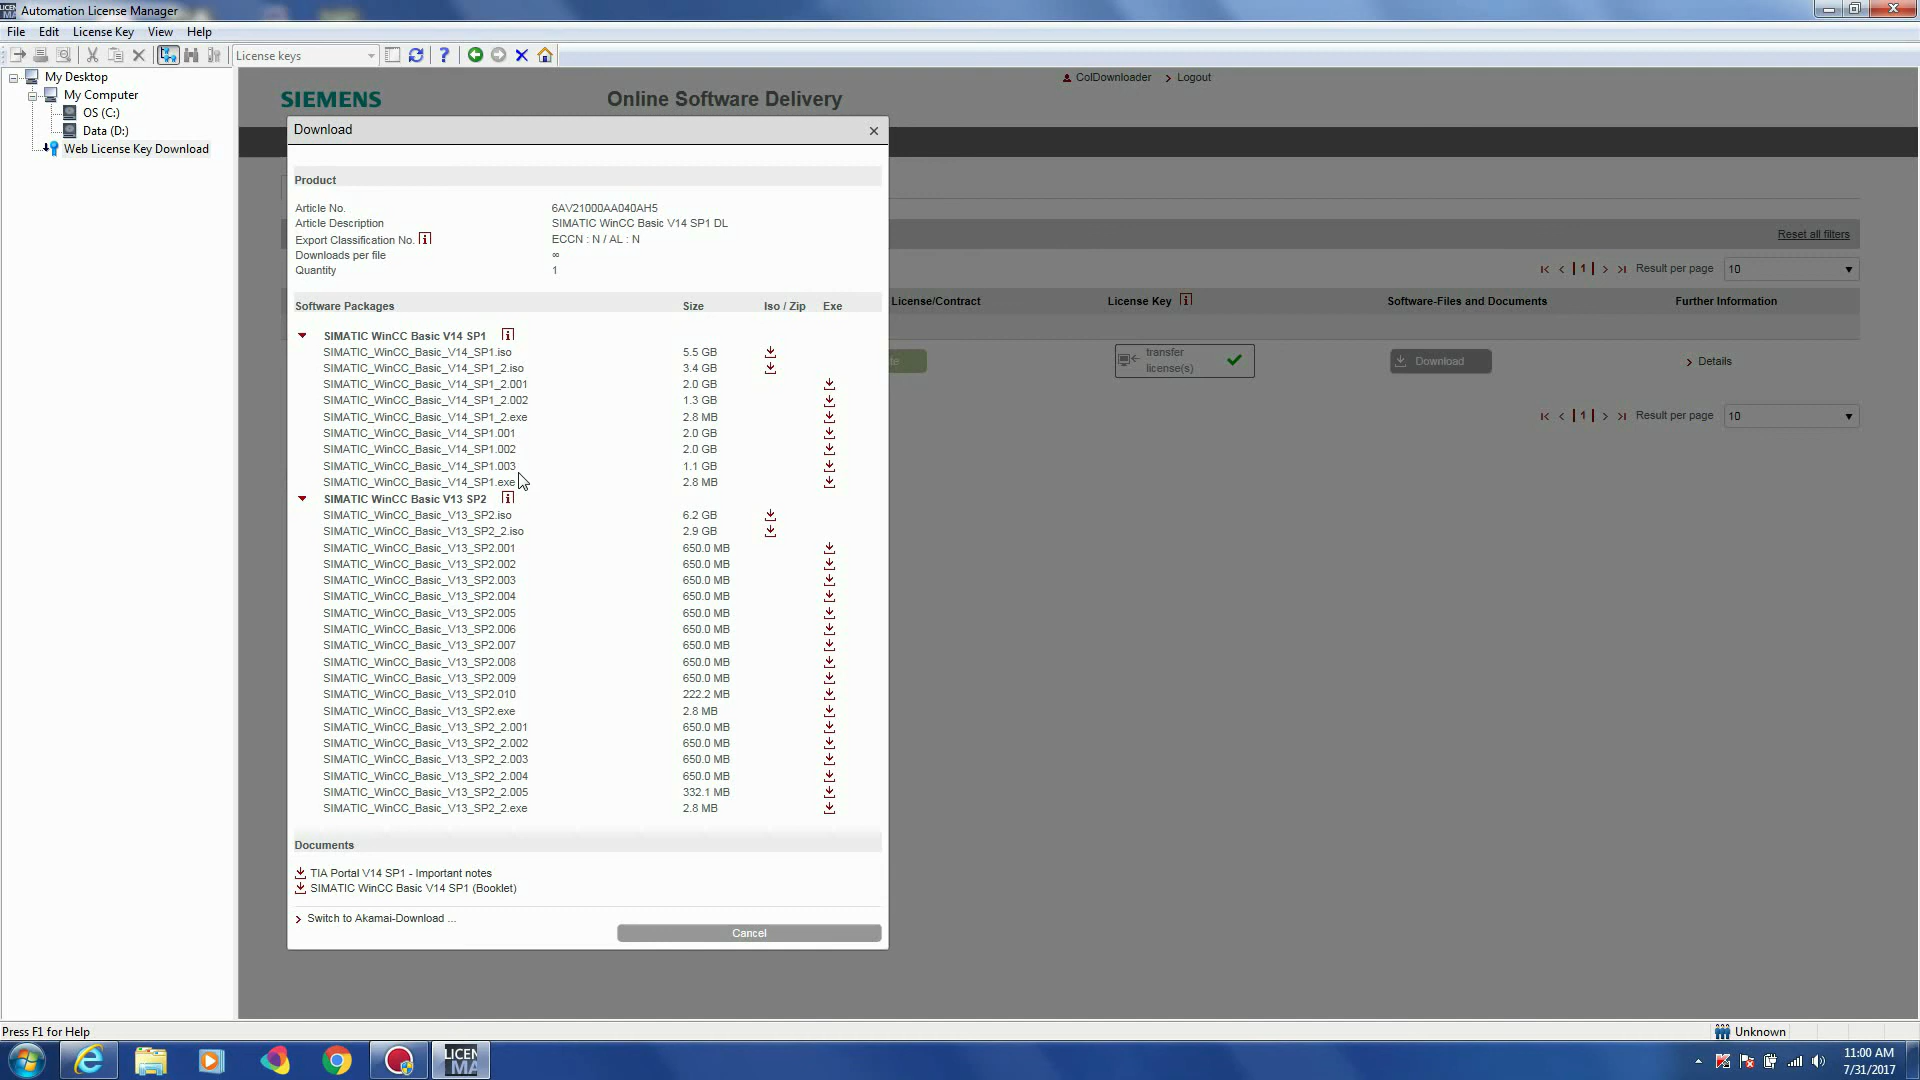 Automation License Manager
File Edit License Key View Help
License keys
My Desktop
My Computer
OS (C:)
Data (D:)
Web License Key Download
ColDownloader Logout
SIEMENS Online Software Delivery
Download
Product
Article No. 6AV21000AA040AH5
Article Description SIMATIC WinCC Basic V14 SP1 DL
Export Classification No. ECCN : N / AL : N
Downloads per file ∞
Quantity 1
Software Packages Size Iso / Zip Exe
SIMATIC WinCC Basic V14 SP1
SIMATIC_WinCC_Basic_V14_SP1.iso 5.5 GB
SIMATIC_WinCC_Basic_V14_SP1_2.iso 3.4 GB
SIMATIC_WinCC_Basic_V14_SP1_2.001 2.0 GB
SIMATIC_WinCC_Basic_V14_SP1_2.002 1.3 GB
SIMATIC_WinCC_Basic_V14_SP1_2.exe 2.8 MB
SIMATIC_WinCC_Basic_V14_SP1.001 2.0 GB
SIMATIC_WinCC_Basic_V14_SP1.002 2.0 GB
SIMATIC_WinCC_Basic_V14_SP1.003 1.1 GB
SIMATIC_WinCC_Basic_V14_SP1.exe 2.8 MB
SIMATIC WinCC Basic V13 SP2
SIMATIC_WinCC_Basic_V13_SP2.iso 6.2 GB
SIMATIC_WinCC_Basic_V13_SP2_2.iso 2.9 GB
SIMATIC_WinCC_Basic_V13_SP2.001 650.0 MB
SIMATIC_WinCC_Basic_V13_SP2.002 650.0 MB
SIMATIC_WinCC_Basic_V13_SP2.003 650.0 MB
SIMATIC_WinCC_Basic_V13_SP2.004 650.0 MB
SIMATIC_WinCC_Basic_V13_SP2.005 650.0 MB
SIMATIC_WinCC_Basic_V13_SP2.006 650.0 MB
SIMATIC_WinCC_Basic_V13_SP2.007 650.0 MB
SIMATIC_WinCC_Basic_V13_SP2.008 650.0 MB
SIMATIC_WinCC_Basic_V13_SP2.009 650.0 MB
SIMATIC_WinCC_Basic_V13_SP2.010 222.2 MB
SIMATIC_WinCC_Basic_V13_SP2.exe 2.8 MB
SIMATIC_WinCC_Basic_V13_SP2_2.001 650.0 MB
SIMATIC_WinCC_Basic_V13_SP2_2.002 650.0 MB
SIMATIC_WinCC_Basic_V13_SP2_2.003 650.0 MB
SIMATIC_WinCC_Basic_V13_SP2_2.004 650.0 MB
SIMATIC_WinCC_Basic_V13_SP2_2.005 332.1 MB
SIMATIC_WinCC_Basic_V13_SP2_2.exe 2.8 MB
Documents
TIA Portal V14 SP1 - Important notes
SIMATIC WinCC Basic V14 SP1 (Booklet)
Switch to Akamai-Download ...
Cancel
Reset all filters
1 Result per page 10
License/Contract License Key Software-Files and Documents Further Information
transfer
license(s)
Download
Details
1 Result per page 10
Press F1 for Help
Unknown
11:00 AM
7/31/2017